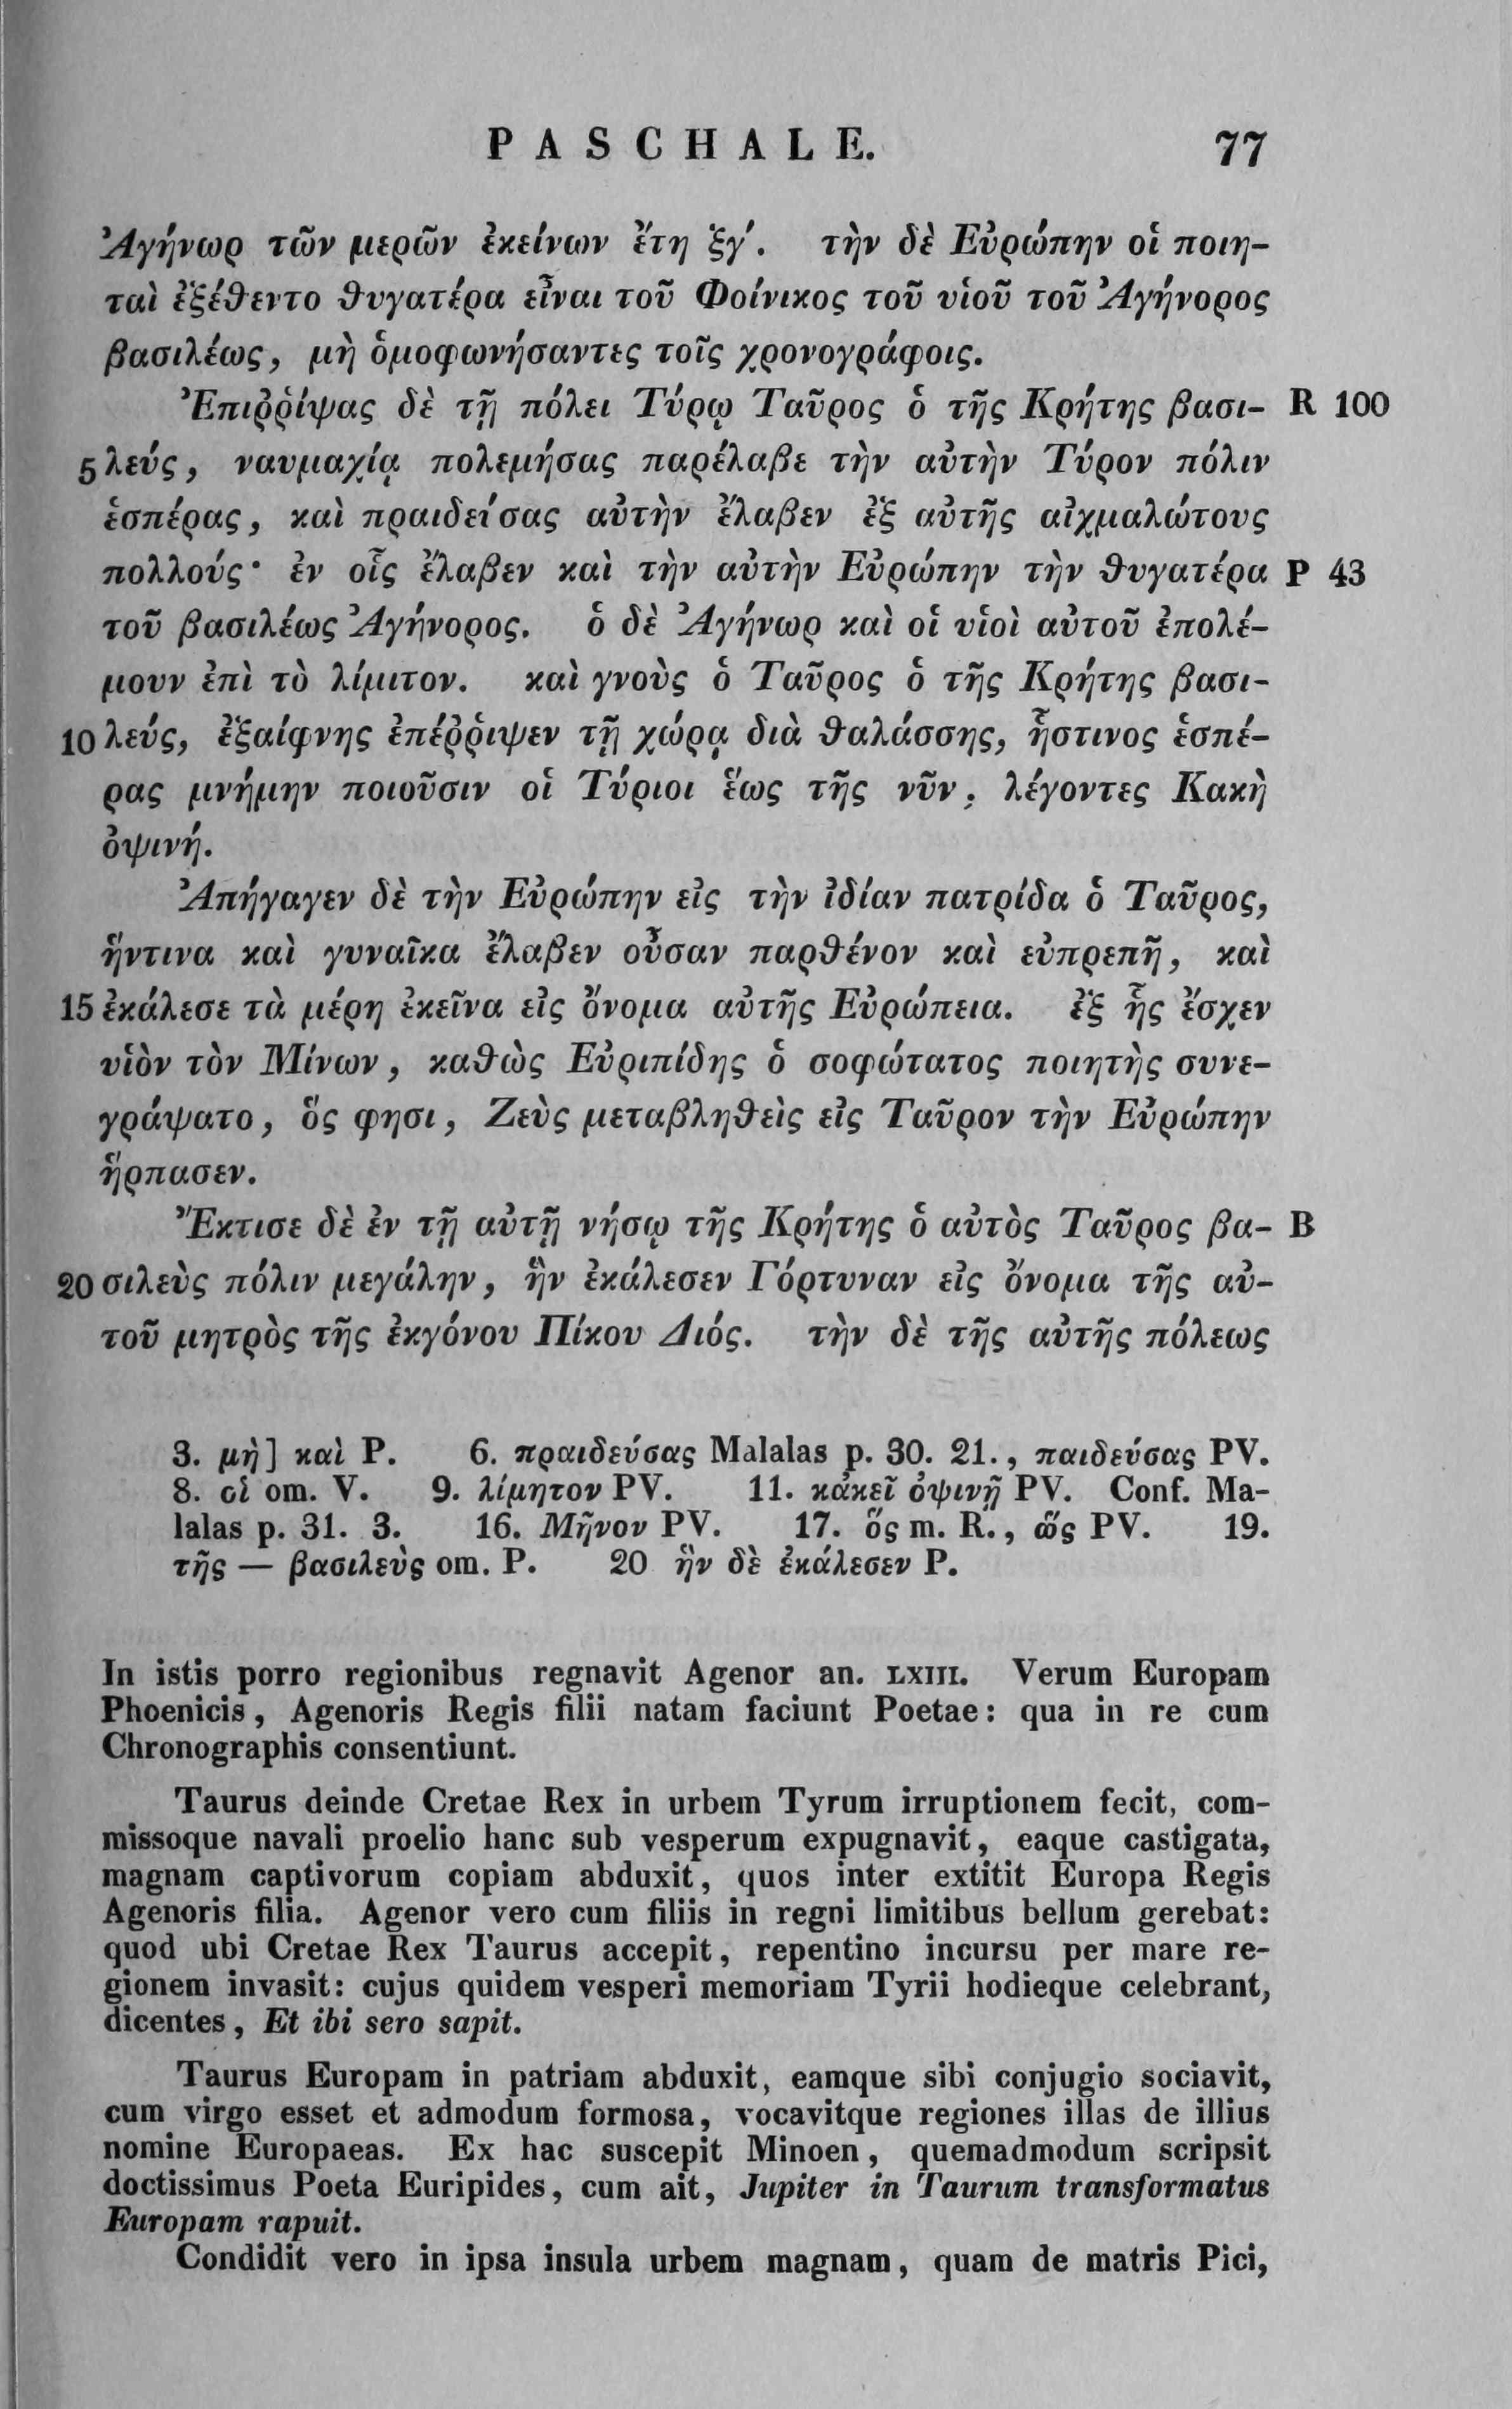 PASCHALE. 77
Ἀγήνωρ τῶν μερῶν ἐκείνων ἔτη ξγʹ. τὴν δὲ Εὐρώπην οἱ ποιη-
ταὶ ἐξέθεντο θυγατέρα εἶναι τοῦ Φοίνικος τοῦ υἱοῦ τοῦ Ἀγήνορος
βασιλέως, μὴ ὁμοφωνήσαντες τοῖς χρονογράφοις.
Ἐπιῤῥίψας δὲ τῇ πόλει Τύρῳ Ταῦρος ὁ τῆς Κρήτης βασι- R 100
5 λεύς, ναυμαχίᾳ πολεμήσας παρέλαβε τὴν αὐτὴν Τύρον πόλιν
ἑσπέρας, καὶ πραιδείσας αὐτὴν ἔλαβεν ἐξ αὐτῆς αἰχμαλώτους
πολλούς· ἐν οἷς ἔλαβεν καὶ τὴν αὐτὴν Εὐρώπην τὴν θυγατέρα P 43
τοῦ βασιλέως Ἀγήνορος. ὁ δὲ Ἀγήνωρ καὶ οἱ υἱοὶ αὐτοῦ ἐπολέ-
μουν ἐπὶ τὸ λίμιτον. καὶ γνοὺς ὁ Ταῦρος ὁ τῆς Κρήτης βασι-
10 λεύς, ἐξαίφνης ἐπέῤῥιψεν τῇ χώρᾳ διὰ θαλάσσης, ἧστινος ἑσπέ-
ρας μνήμην ποιοῦσιν οἱ Τύριοι ἕως τῆς νῦν, λέγοντες Κακὴ
ὀψινή.
Ἀπήγαγεν δὲ τὴν Εὐρώπην εἰς τὴν ἰδίαν πατρίδα ὁ Ταῦρος,
ἥντινα καὶ γυναῖκα ἔλαβεν οὖσαν παρθένον καὶ εὐπρεπῆ, καὶ
15 ἐκάλεσε τὰ μέρη ἐκεῖνα εἰς ὄνομα αὐτῆς Εὐρώπεια. ἐξ ἧς ἔσχεν
υἱὸν τὸν Μίνων, καθὼς Εὐριπίδης ὁ σοφώτατος ποιητὴς συνε-
γράψατο, ὅς φησι, Ζεὺς μεταβληθεὶς εἰς Ταῦρον τὴν Εὐρώπην
ἥρπασεν.
Ἔκτισε δὲ ἐν τῇ αὐτῇ νήσῳ τῆς Κρήτης ὁ αὐτὸς Ταῦρος βα- B
20 σιλεὺς πόλιν μεγάλην, ἣν ἐκάλεσεν Γόρτυναν εἰς ὄνομα τῆς αὐ-
τοῦ μητρὸς τῆς ἐκγόνου Πίκου Διός. τὴν δὲ τῆς αὐτῆς πόλεως
3. μὴ] καὶ P. 6. πραιδεύσας Malalas p. 30. 21., παιδεύσας PV.
8. οἱ om. V. 9. λίμητον PV. 11. κἀκεῖ ὀψινῇ PV. Conf. Ma-
lalas p. 31. 3. 16. Μῆνον PV. 17. ὅς m. R., ὥς PV. 19.
τῆς — βασιλεὺς om. P. 20 ἣν δὲ ἐκάλεσεν P.
In istis porro regionibus regnavit Agenor an. LXIII. Verum Europam
Phoenicis, Agenoris Regis filii natam faciunt Poetae: qua in re cum
Chronographis consentiunt.
Taurus deinde Cretae Rex in urbem Tyrum irruptionem fecit, com-
missoque navali proelio hanc sub vesperum expugnavit, eaque castigata,
magnam captivorum copiam abduxit, quos inter extitit Europa Regis
Agenoris filia. Agenor vero cum filiis in regni limitibus bellum gerebat:
quod ubi Cretae Rex Taurus accepit, repentino incursu per mare re-
gionem invasit: cujus quidem vesperi memoriam Tyrii hodieque celebrant,
dicentes, Et ibi sero sapit.
Taurus Europam in patriam abduxit, eamque sibi conjugio sociavit,
cum virgo esset et admodum formosa, vocavitque regiones illas de illius
nomine Europaeas. Ex hac suscepit Minoen, quemadmodum scripsit
doctissimus Poeta Euripides, cum ait, Jupiter in Taurum transformatus
Europam rapuit.
Condidit vero in ipsa insula urbem magnam, quam de matris Pici,